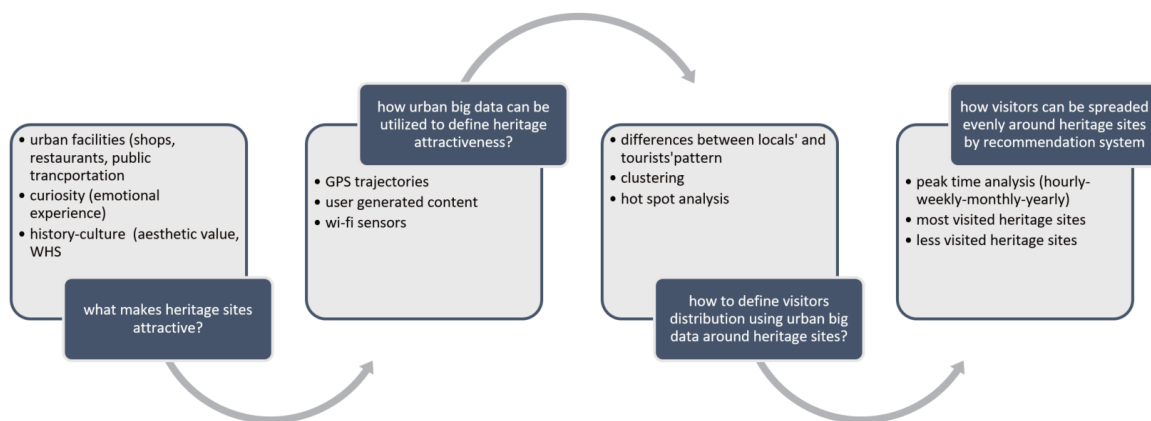 • urban facilities (shops,
restaurants, public
trancportation
• curiosity (emotional
experience)
• history-culture (aesthetic value,
WHS
what makes heritage sites
attractive?
how urban big data can be
utilized to define heritage
attractiveness?
• GPS trajectories
• user generated content
• wi-fi sensors
• differences between locals' and
tourists'pattern
• clustering
• hot spot analysis
how to define visitors
distribution using urban big
data around heritage sites?
how visitors can be spreaded
evenly around heritage sites
by recommendation system
• peak time analysis (hourly-
weekly-monthly-yearly)
• most visited heritage sites
• less visited heritage sites